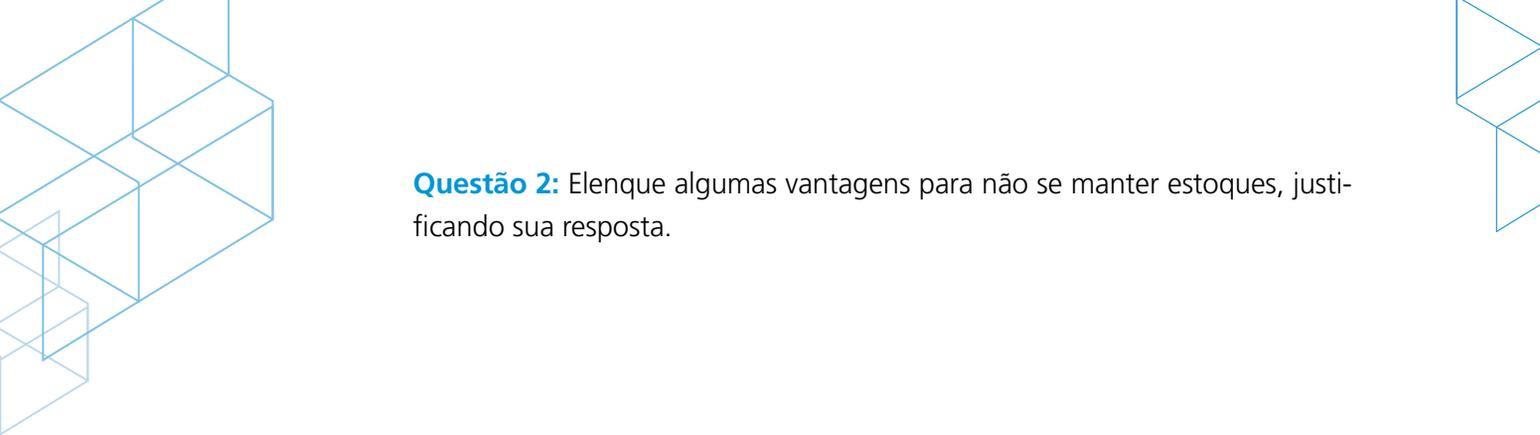 Questão 2: Elenque algumas vantagens para não se manter estoques, justi-
ficando sua resposta.